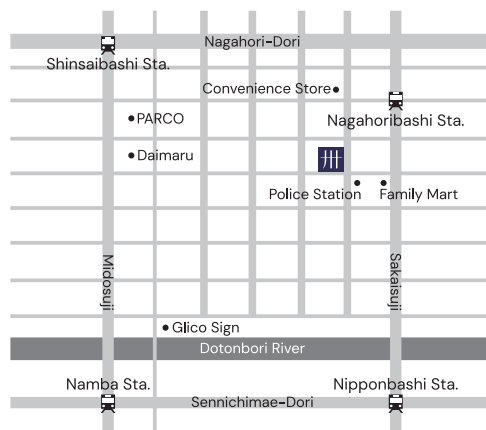 Nagahori-Dori
Shinsaibashi Sta.
Convenience Store
Nagahoribashi Sta.
PARCO
Daimaru
Police Station
Family Mart
Midosuji
Sakaisuji
Glico Sign
Dotonbori River
Namba Sta.
Nipponbashi Sta.
Sennichimae-Dori